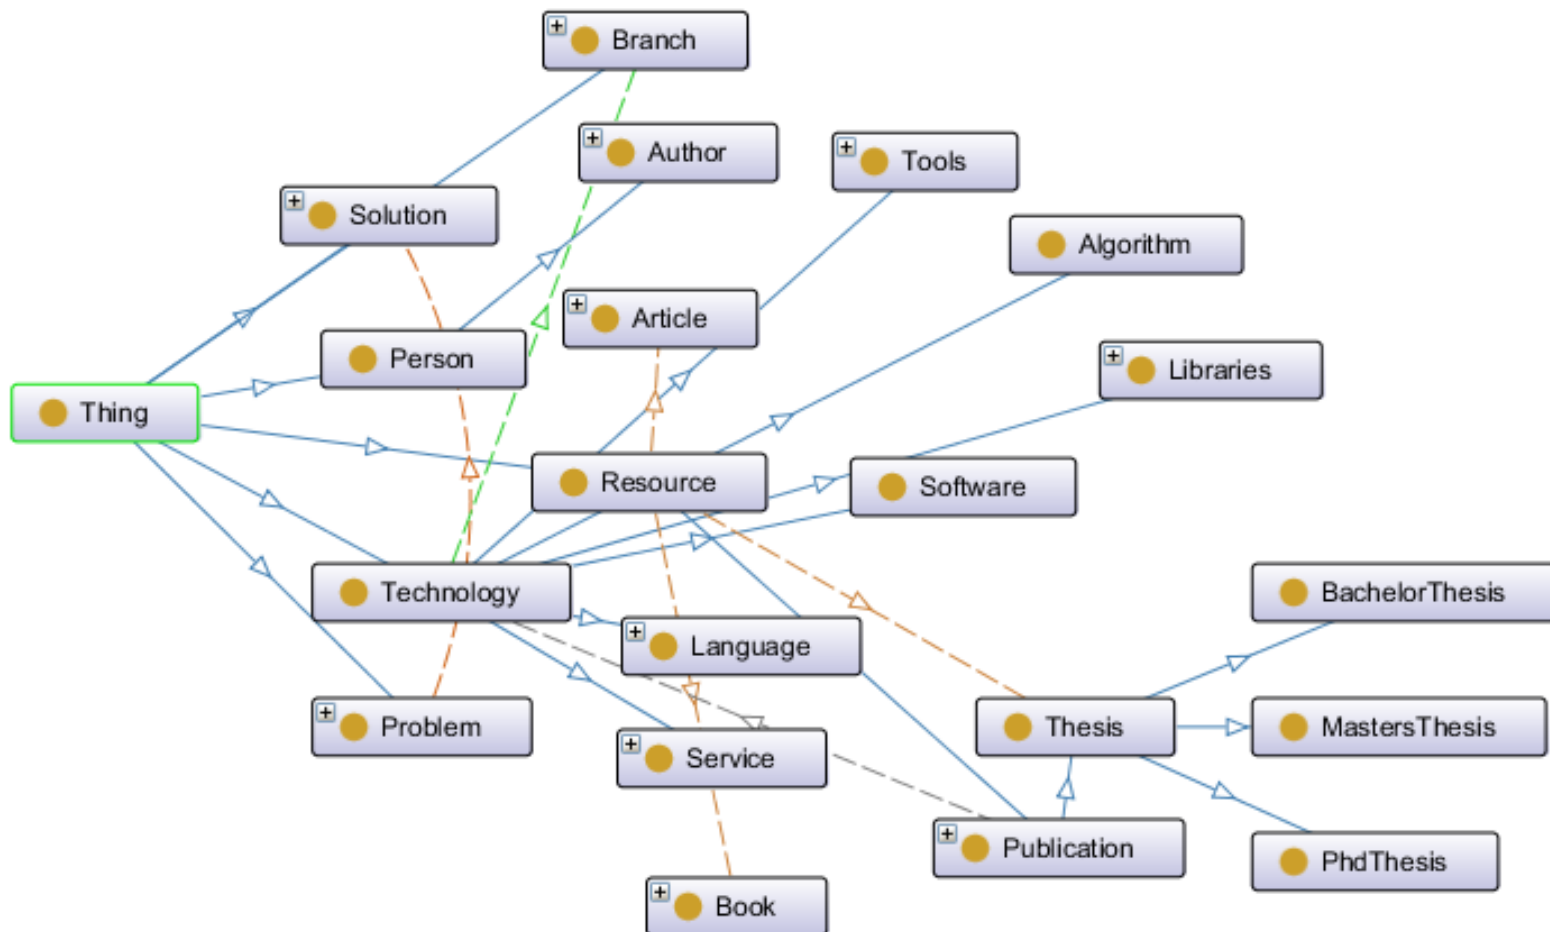 Branch
Author
Tools
Solution
Algorithm
Article
Person
Libraries
Thing
Resource
Software
Technology
BachelorThesis
Language
Problem
Thesis
MastersThesis
Service
Publication
PhdThesis
Book